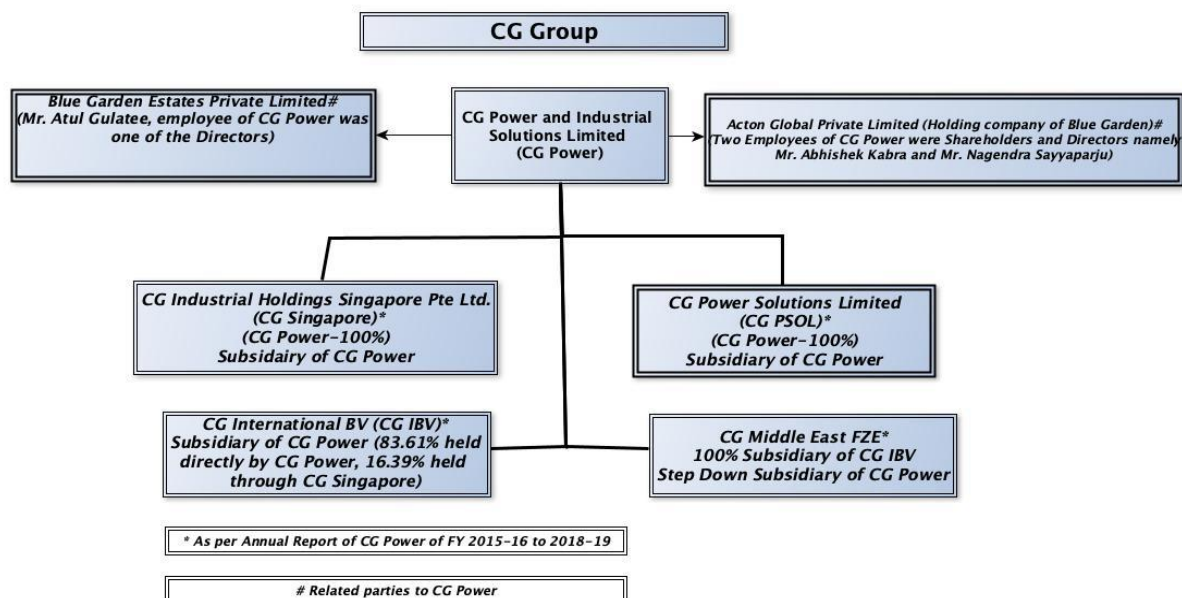 CG Group
Blue Garden Estates Private Limited#
(Mr. Atul Gulatee, employee of CG Power was
one of the Directors)
CG Power and Industrial
Solutions Limited
(CG Power)
Acton Global Private Limited (Holding company of Blue Garden)#
(Two Employees of CG Power were Shareholders and Directors namely
Mr. Abhishek Kabra and Mr. Nagendra Sayyaparju)
CG Industrial Holdings Singapore Pte Ltd.
(CG Singapore)*
(CG Power-100%)
Subsdairy of CG Power
CG Power Solutions Limited
(CG PSOL)*
(CG Power-100%)
Subsdiary of CG Power
CG International BV (CG IBV)*
Subsidiary of CG Power (83.61% held
directly by CG Power, 16.39% held
through CG Singapore)
CG Middle East FZE*
100% Subsidiary of CG IBV
Step Down Subsidiary of CG Power
* As per Annual Report of CG Power of FY 2015-16 to 2018-19
# Related parties to CG Power